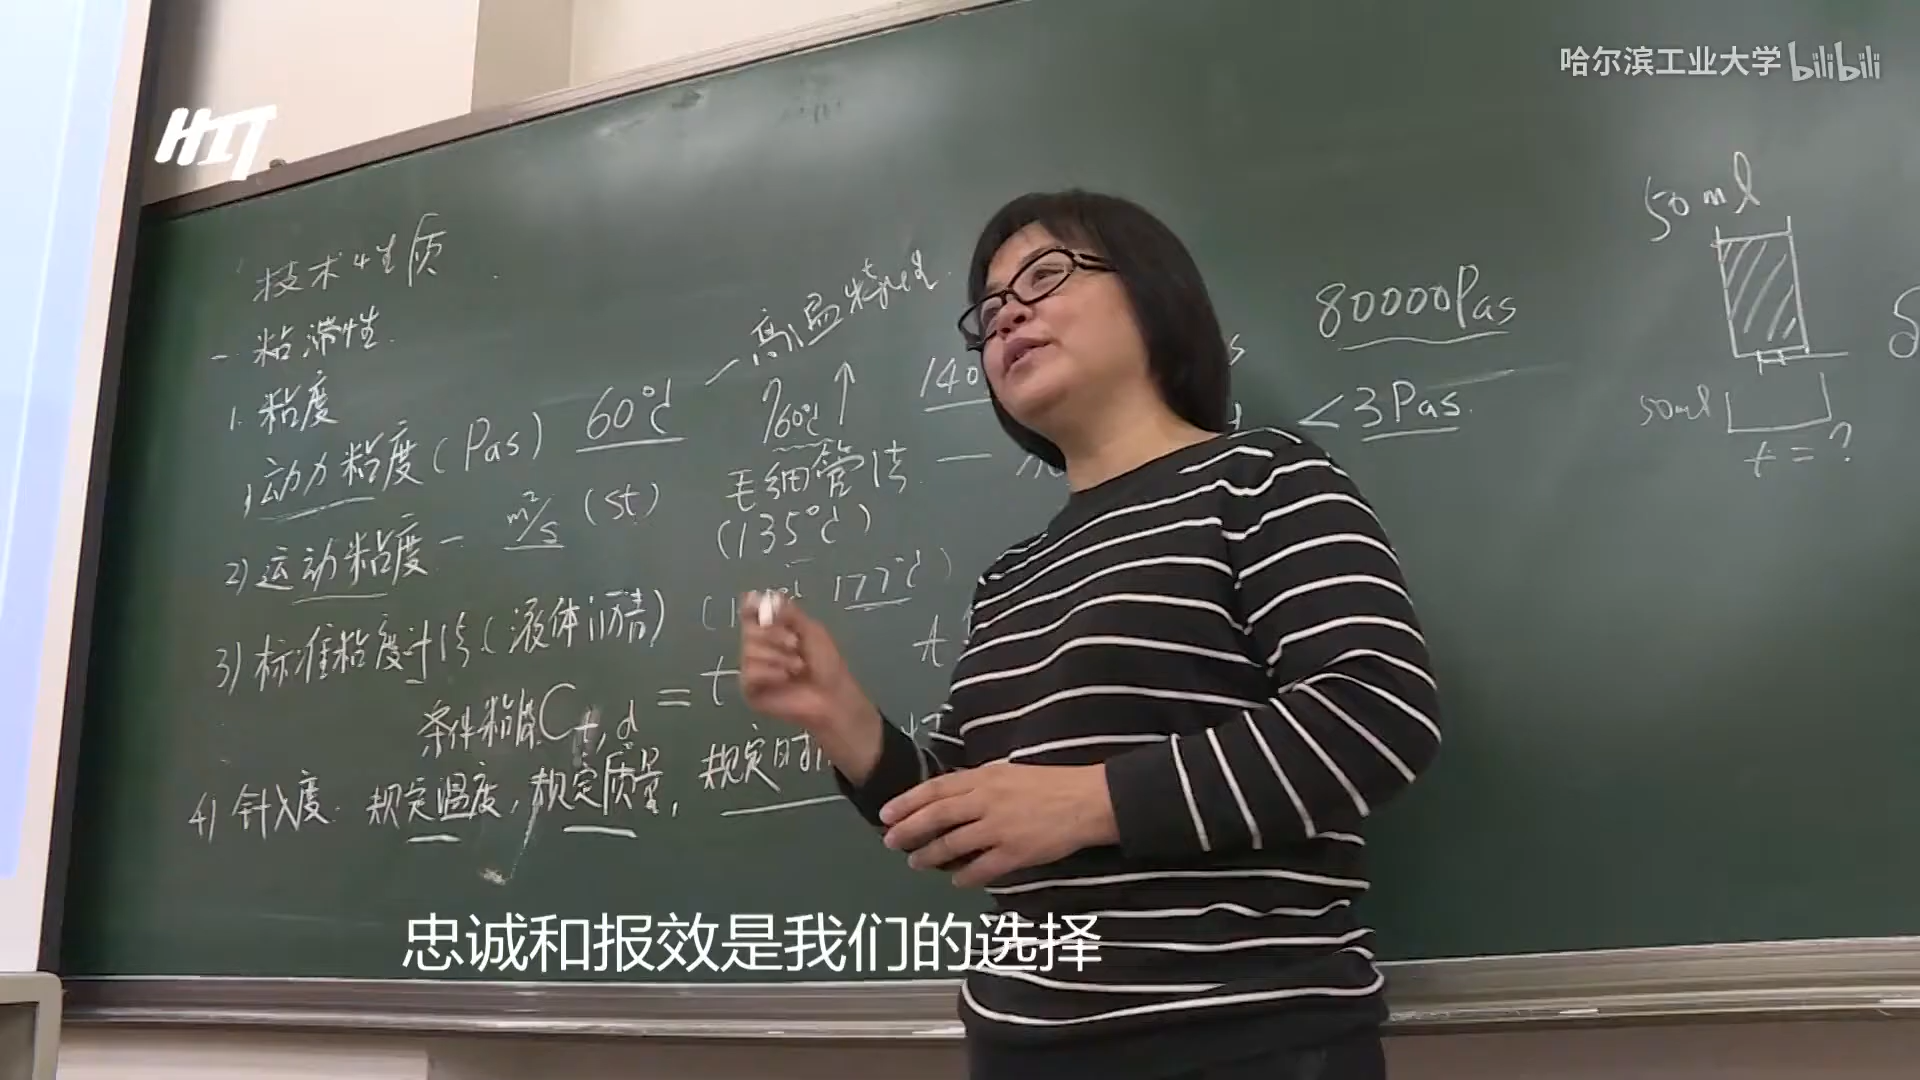 哈尔滨工业大学 bilibili
HIT
技术性质
一 粘滞性
1. 粘度
1) 动力粘度(Pas) 60℃ — 高温特性
60℃ ↑
80000Pas
<3Pas
毛细管法
(135℃)
2) 运动粘度 — m²/s (st)
177℃)
3) 标准粘度计法(液体沥青)
条件粘度 Ct,d = t
4) 针入度 规定温度, 规定质量, 规定时
50ml
50ml
t=?
忠诚和报效是我们的选择